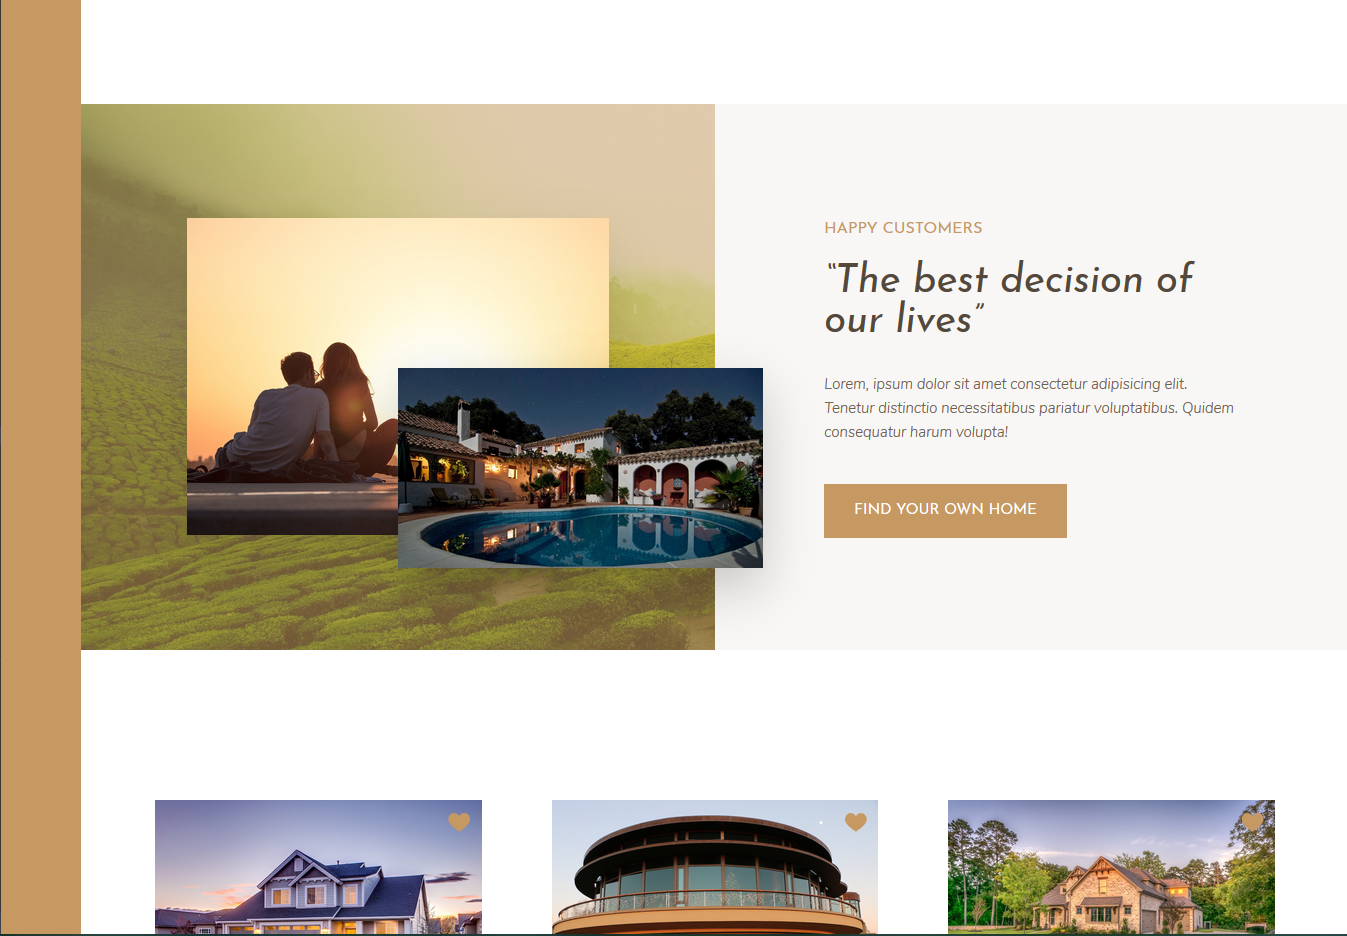 HAPPY CUSTOMERS
“The best decision of
our lives”
Lorem, ipsum dolor sit amet consectetur adipisicing elit.
Tenetur distinctio necessitatibus pariatur voluptatibus. Quidem
consequatur harum volupta!
FIND YOUR OWN HOME